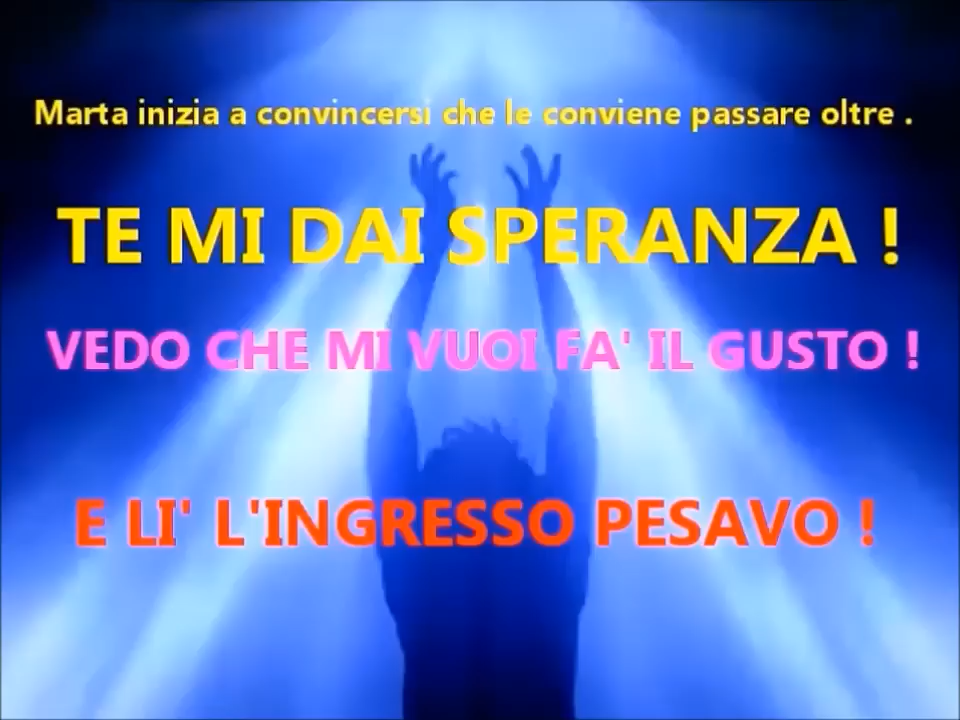 Marta inizia a convincersi che le conviene passare oltre .
TE MI DAI SPERANZA !
VEDO CHE MI VUOI FA' IL GUSTO !
E LI' L'INGRESSO PESAVO !